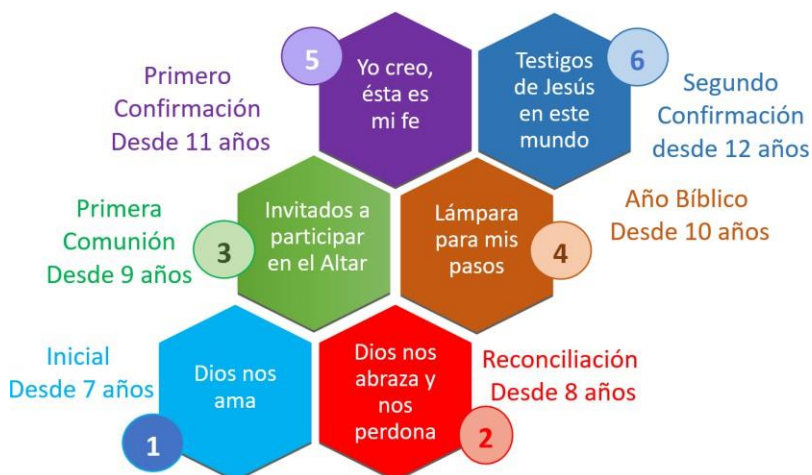 5
Primero
Confirmación
Desde 11 años
Yo creo,
ésta es
mi fe
Testigos
de Jesús
en este
mundo
6
Segundo
Confirmación
desde 12 años
Primera
Comunión
Desde 9 años
3
Invitados a
participar
en el Altar
Lámpara
para mis
pasos
4
Año Bíblico
Desde 10 años
Inicial
Desde 7 años
1
Dios nos
ama
Dios nos
abraza y
nos
perdona
2
Reconciliación
Desde 8 años